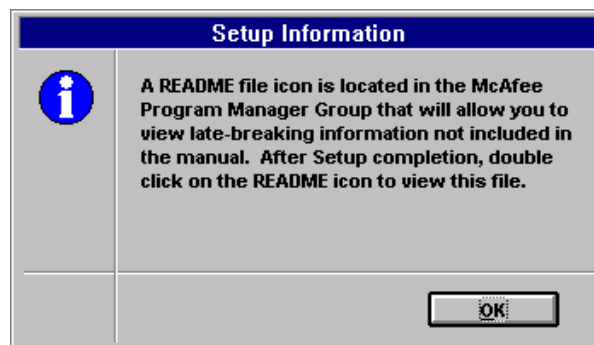 Setup Information
A README file icon is located in the McAfee
Program Manager Group that will allow you to
view late-breaking information not included in
the manual.  After Setup completion, double
click on the README icon to view this file.
OK